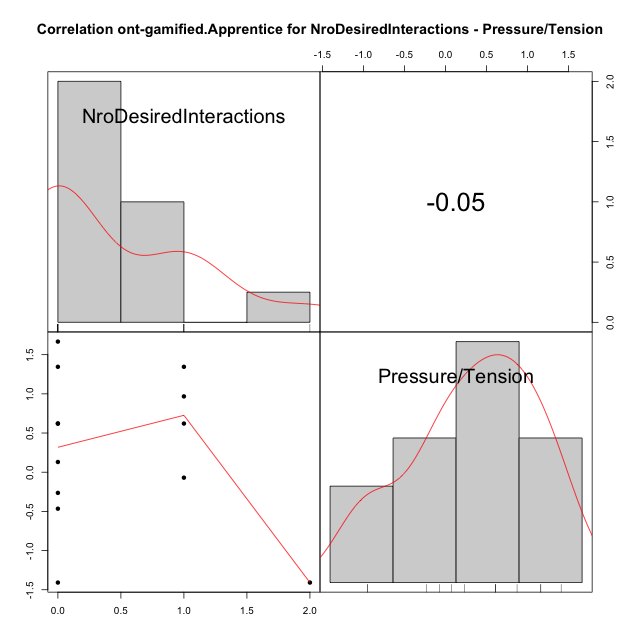 Correlation ont-gamified.Apprentice for NroDesiredInteractions - Pressure/Tension
-1.5 -1.0 -0.5 0.0 0.5 1.0 1.5
NroDesiredInteractions
-0.05
2.0
1.5
1.0
0.5
0.0
Pressure/Tension
1.5
1.0
0.5
0.0
-0.5
-1.0
-1.5
0.0 0.5 1.0 1.5 2.0